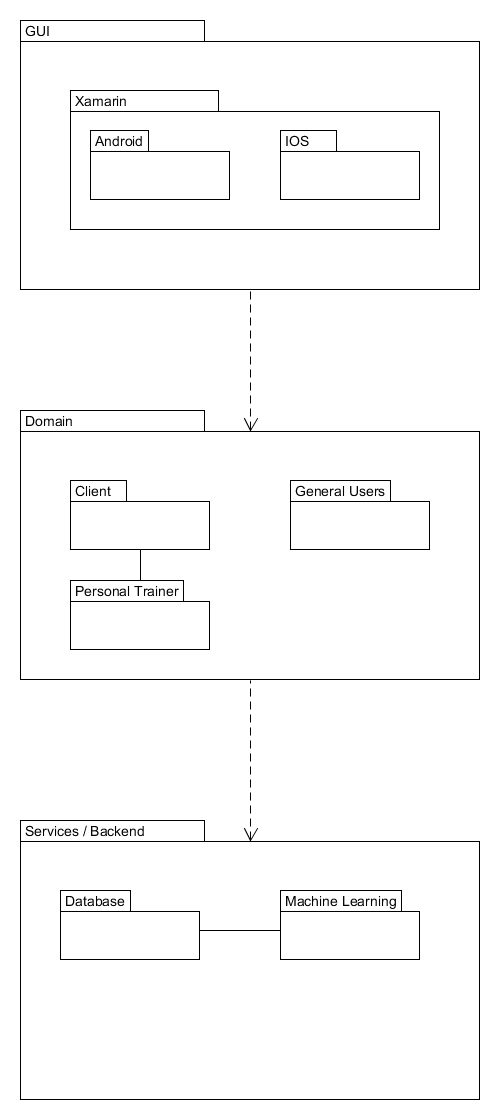 GUI
Xamarin
Android
IOS
Domain
Client
General Users
Personal Trainer
Services / Backend
Database
Machine Learning